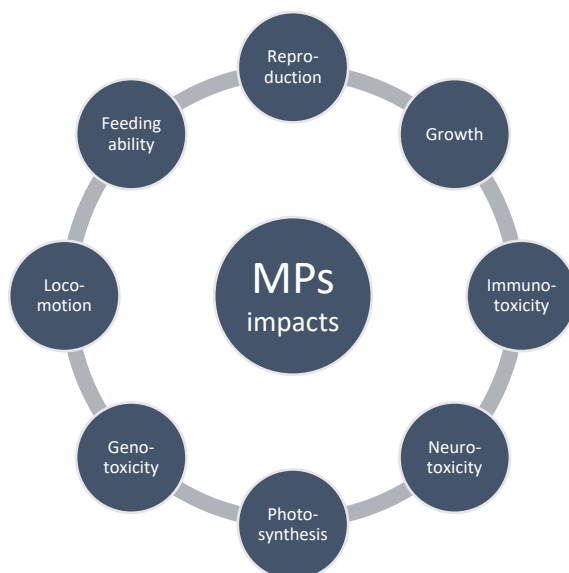 Repro-
duction
Growth
Immuno-
toxicity
Neuro-
toxicity
Photo-
synthesis
Geno-
toxicity
Loco-
motion
Feeding
ability
MPs
impacts